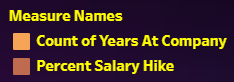 Measure Names
Count of Years At Company
Percent Salary Hike